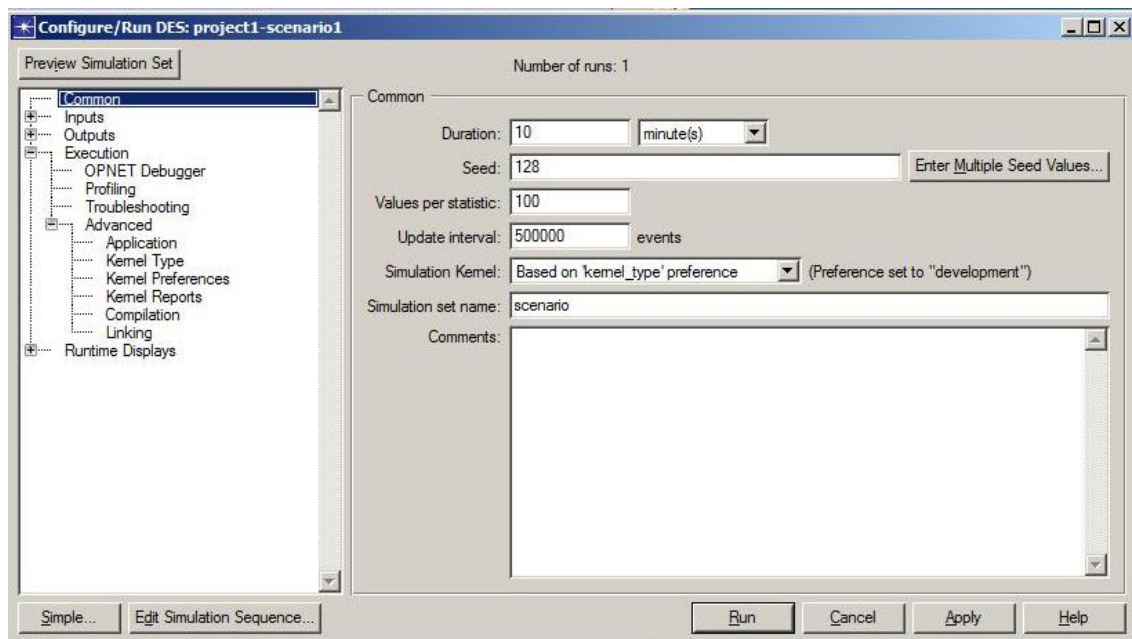 Configure/Run DES: project1-scenario1
Preview Simulation Set
Number of runs: 1
Common
Inputs
Outputs
Execution
OPNET Debugger
Profiling
Troubleshooting
Advanced
Application
Kernel Type
Kernel Preferences
Kernel Reports
Compilation
Linking
Runtime Displays
Common
Duration: 10 minute(s)
Seed: 128 Enter Multiple Seed Values...
Values per statistic: 100
Update interval: 500000 events
Simulation Kernel: Based on 'kernel_type' preference (Preference set to "development")
Simulation set name: scenario
Comments:
Simple... Edit Simulation Sequence... Run Cancel Apply Help